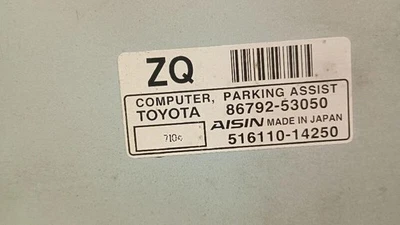 ZQ
COMPUTER, PARKING ASSIST
TOYOTA 86792-53050
AISIN MADE IN JAPAN
516110-14250